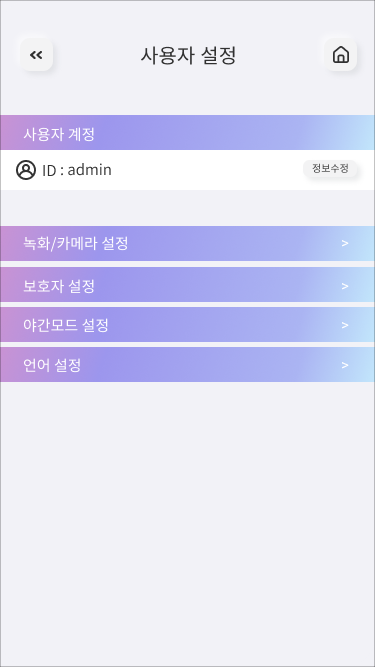 사용자 설정
사용자 계정
ID : admin
정보수정
녹화/카메라 설정 >
보호자 설정 >
야간모드 설정 >
언어 설정 >